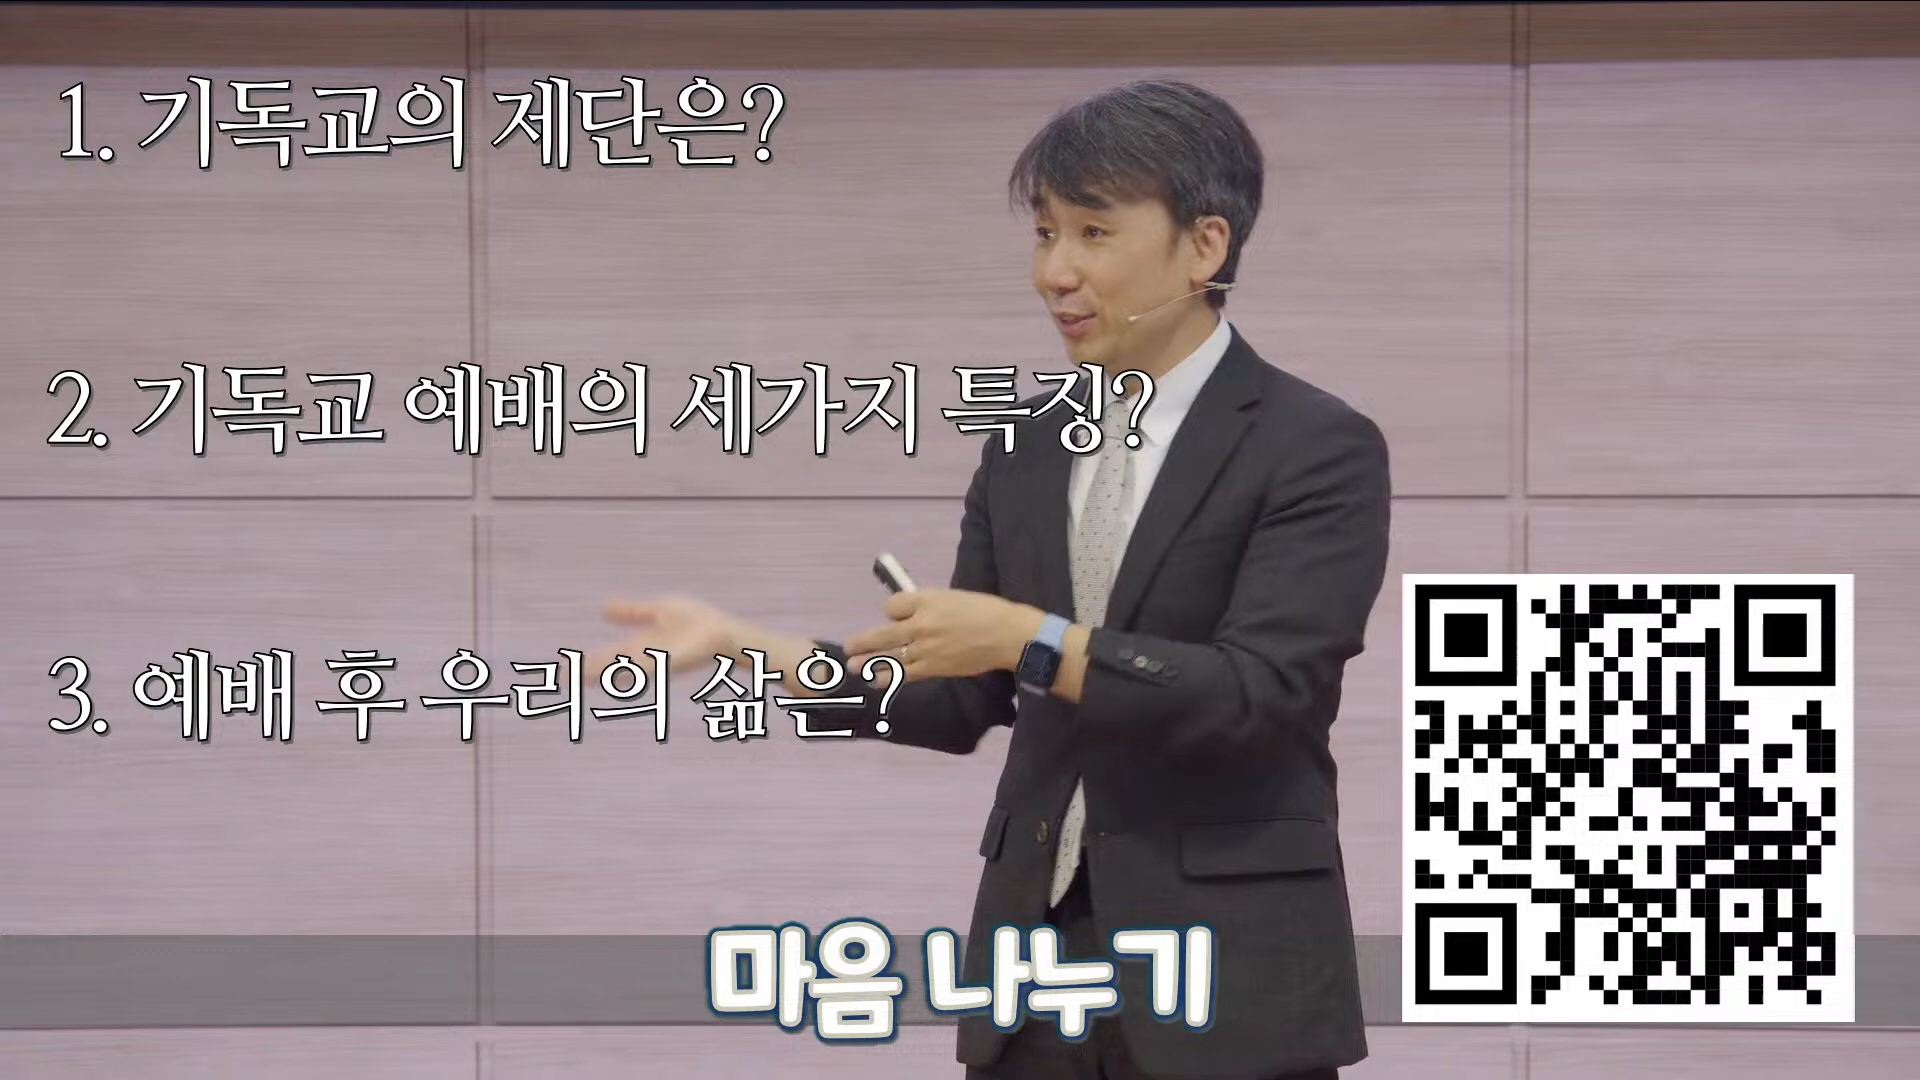 1. 기독교의 제단은?
2. 기독교 예배의 세가지 특징?
3. 예배 후 우리의 삶은?
마음 나누기